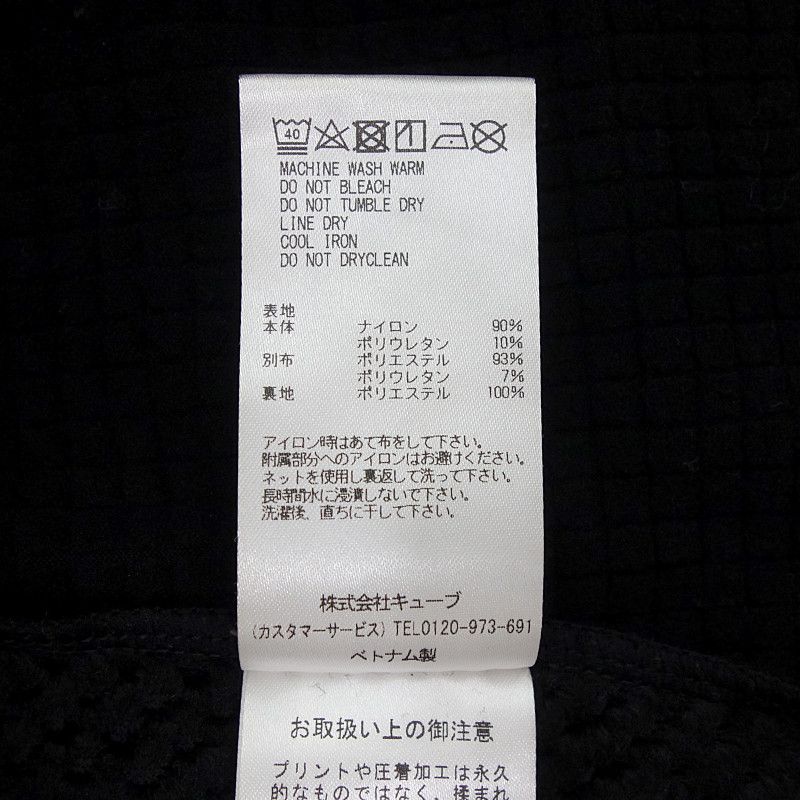 40
MACHINE WASH WARM
DO NOT BLEACH
DO NOT TUMBLE DRY
LINE DRY
COOL IRON
DO NOT DRYCLEAN
表地
本体 ナイロン 90%
ポリウレタン 10%
別布 ポリエステル 93%
ポリウレタン 7%
裏地 ポリエステル 100%
アイロン時はあて布をして下さい。
附属部分へのアイロンはお避けください。
ネットを使用し裏返して洗って下さい。
長時間水に浸漬しないで下さい。
洗濯後、直ちに干して下さい。
株式会社キューブ
(カスタマーサービス) TEL0120-973-691
ベトナム製
お取扱い上の御注意
プリントや圧着加工は永久
的なものではなく、揉まれ